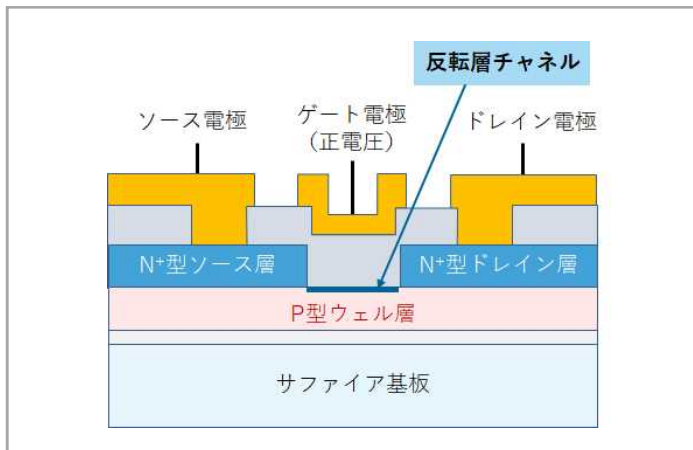 反転層チャネル
ソース電極
ゲート電極
(正電圧)
ドレイン電極
N⁺型ソース層
N⁺型ドレイン層
P型ウェル層
サファイア基板